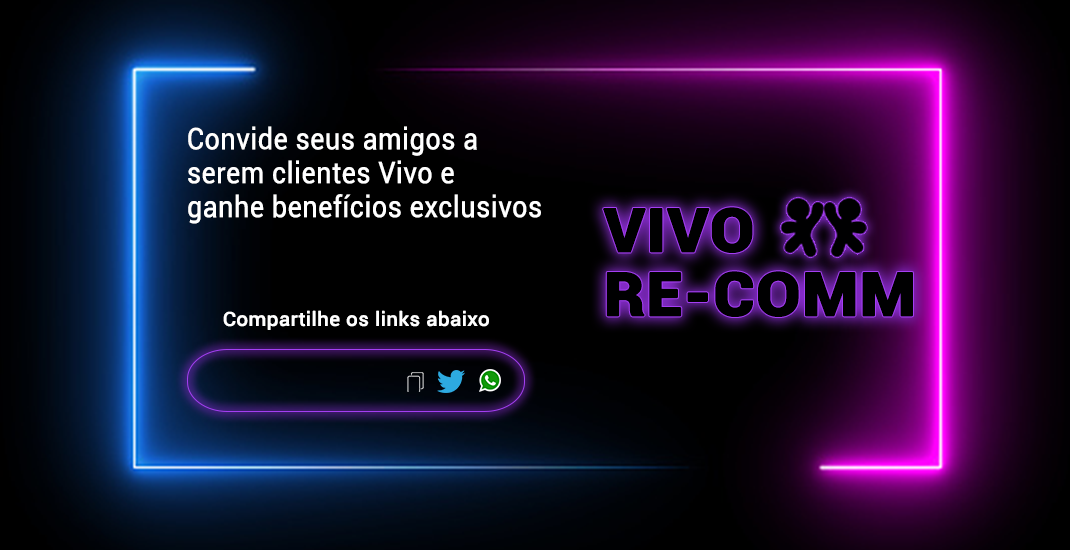 Convide seus amigos a
serem clientes Vivo e
ganhe benefícios exclusivos
VIVO
RE-COMM
Compartilhe os links abaixo